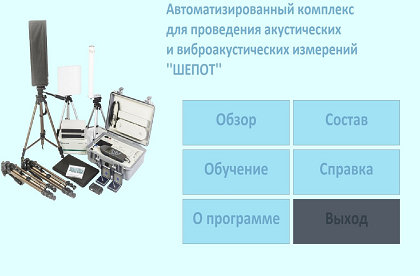 Автоматизированный комплекс
для проведения акустических
и виброакустических измерений
"ШЕПОТ"
Обзор
Состав
Обучение
Справка
О программе
Выход